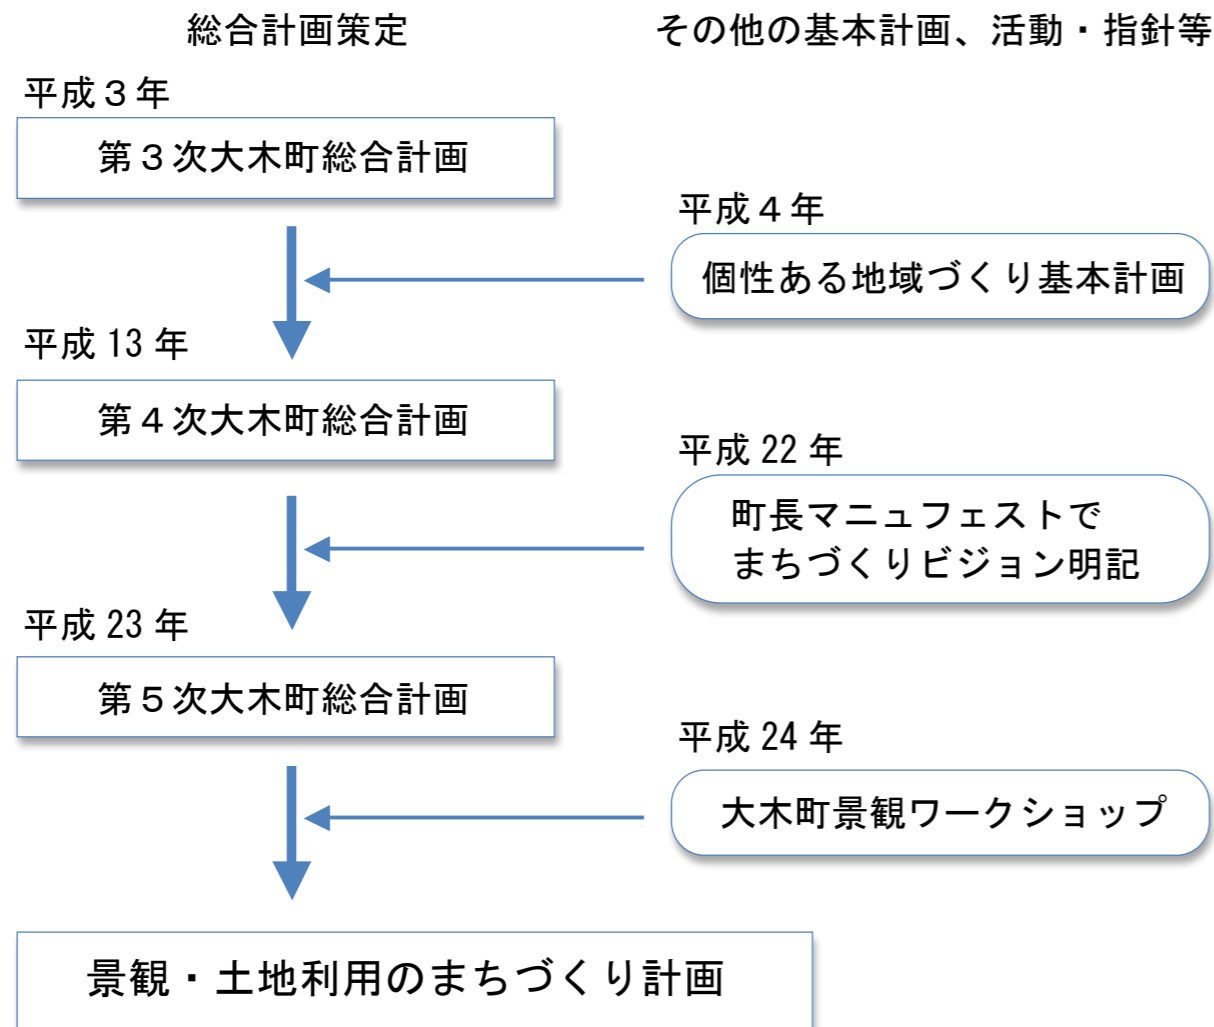 総合計画策定
その他の基本計画、活動・指針等
平成３年
第３次大木町総合計画
平成４年
個性ある地域づくり基本計画
平成 13 年
第４次大木町総合計画
平成 22 年
町長マニュフェストで
まちづくりビジョン明記
平成 23 年
第５次大木町総合計画
平成 24 年
大木町景観ワークショップ
景観・土地利用のまちづくり計画